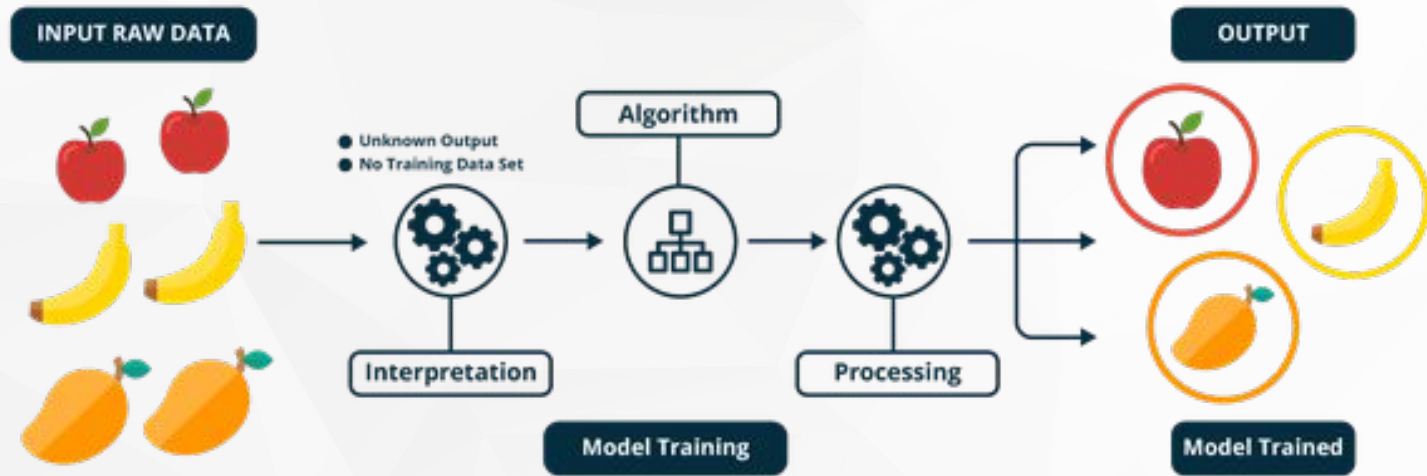 INPUT RAW DATA
OUTPUT
Algorithm
● Unknown Output
● No Training Data Set
Interpretation
Processing
Model Training
Model Trained